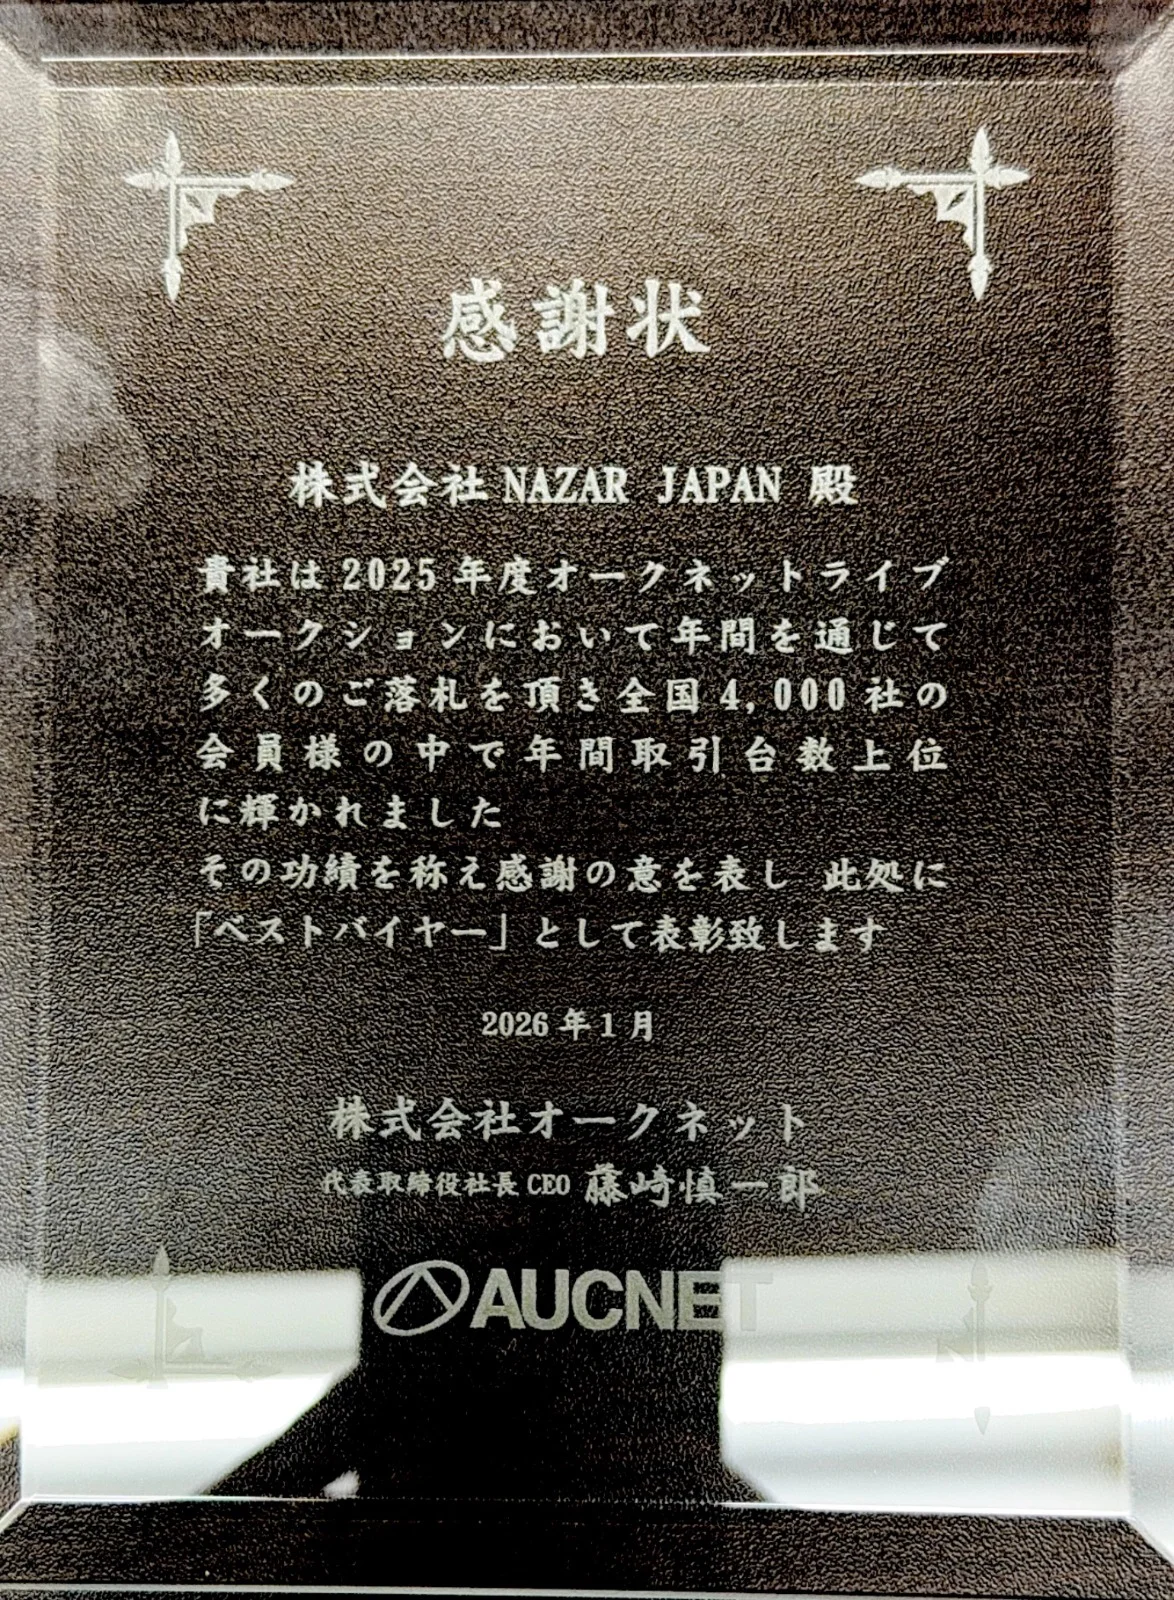 感謝状
株式会社 NAZAR JAPAN 殿
貴社は 2025 年度オークネットライブ
オークションにおいて年間を通じて
多くのご落札を頂き全国 4,000 社の
会員様の中で年間取引台数上位
に輝かれました
その功績を称え感謝の意を表し 此処に
「ベストバイヤー」として表彰致します
2026 年 1 月
株式会社オークネット
代表取締役社長 CEO 藤崎慎一郎
AUCNET